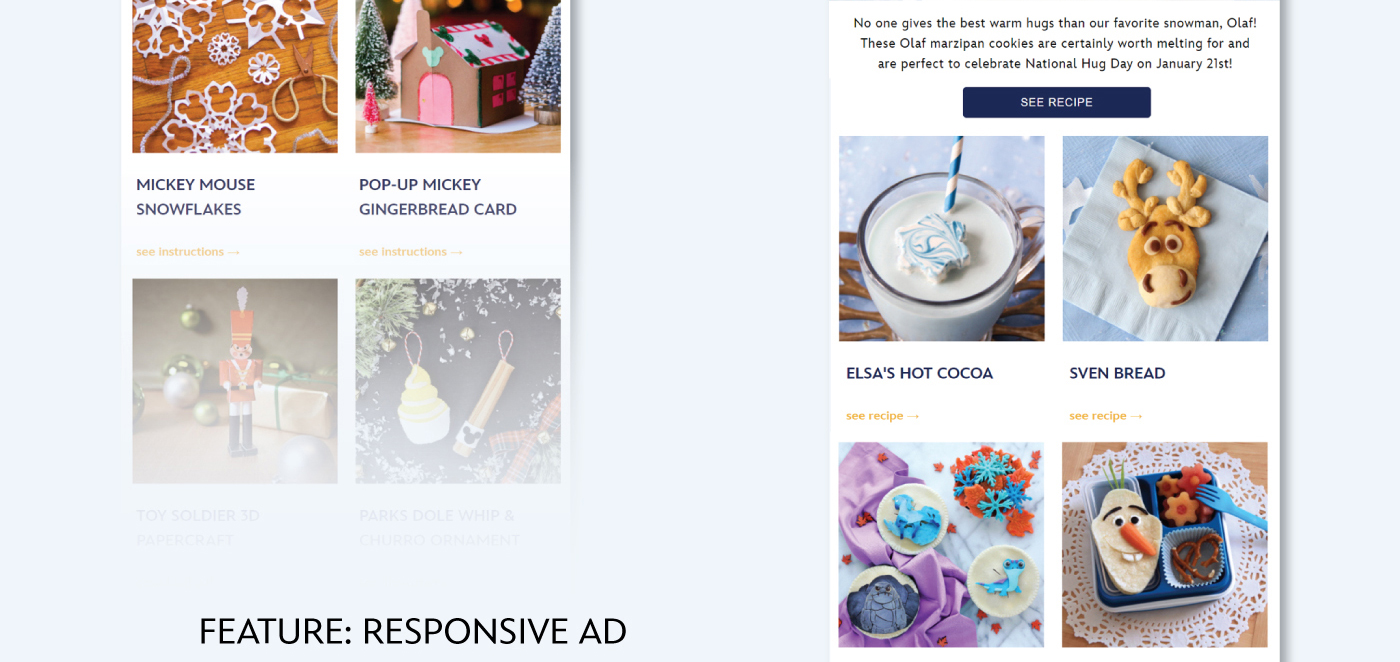 MICKEY MOUSE
SNOWFLAKES
see instructions →
POP-UP MICKEY
GINGERBREAD CARD
see instructions →
TOY SOLDIER 3D
PAPERCRAFT
PARKS DOLE WHIP &
CHURRO ORNAMENT
FEATURE: RESPONSIVE AD
No one gives the best warm hugs than our favorite snowman, Olaf!
These Olaf marzipan cookies are certainly worth melting for and
are perfect to celebrate National Hug Day on January 21st!
SEE RECIPE
ELSA'S HOT COCOA
see recipe →
SVEN BREAD
see recipe →